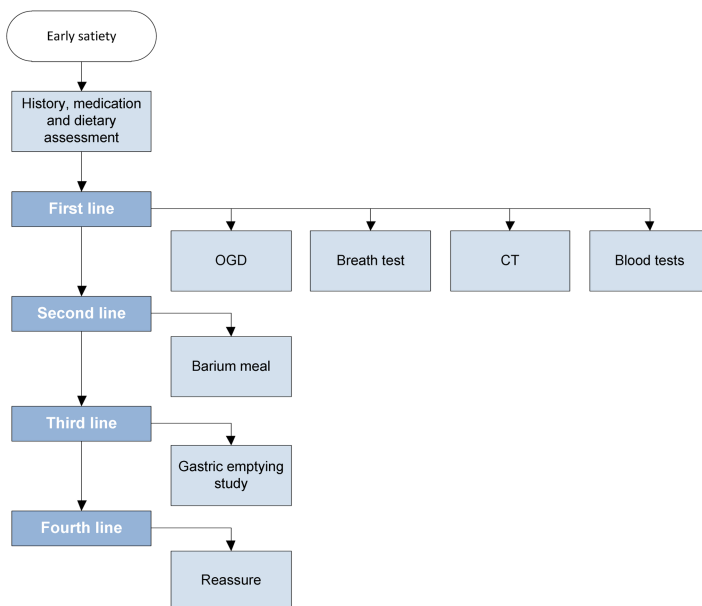 Early satiety
History, medication
and dietary
assessment
First line
OGD
Breath test
CT
Blood tests
Second line
Barium meal
Third line
Gastric emptying
study
Fourth line
Reassure